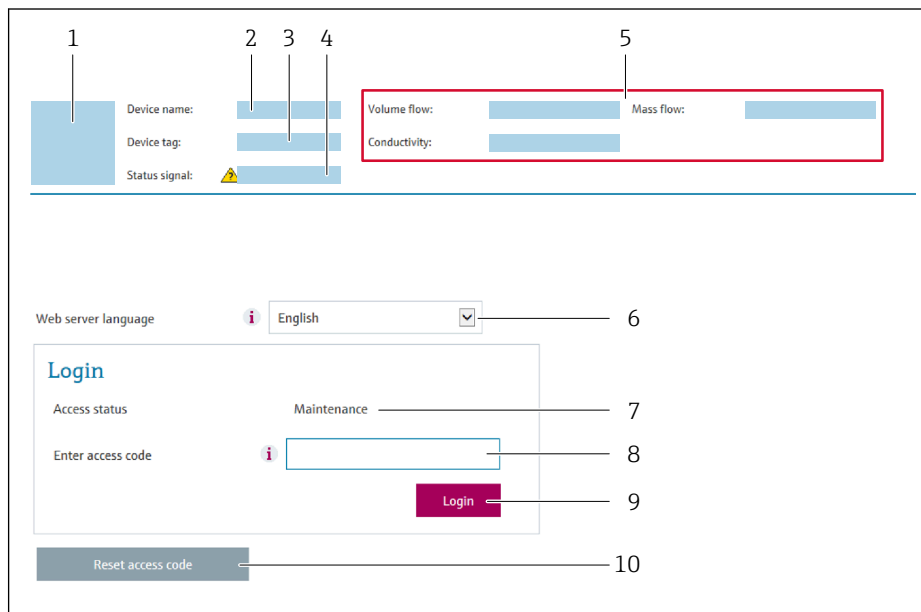 1 2 3 4 5
Device name: Volume flow: Mass flow:
Device tag: Conductivity:
Status signal: ?
Web server language i English 6
Login
Access status Maintenance 7
Enter access code i 8
Login 9
Reset access code 10